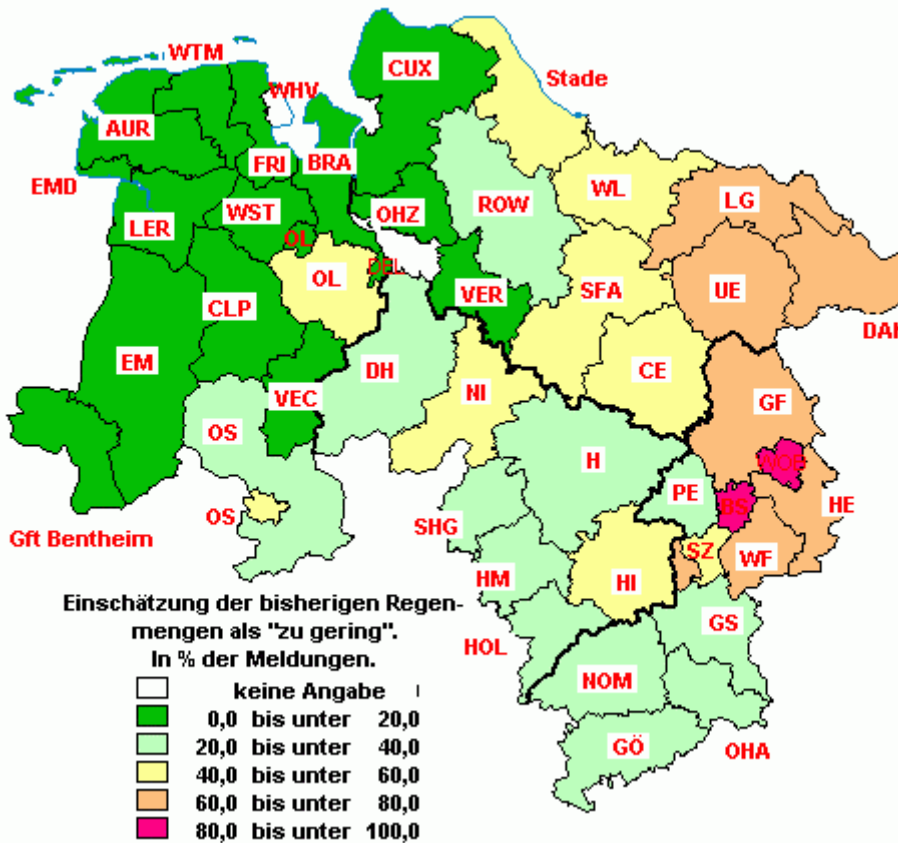 WTM
CUX
WHV
Stade
AUR
FRI
BRA
EMD
WL
LG
LER
WST
OHZ
ROW
OL
DEL
OL
VER
SFA
UE
CLP
DAN
EM
DH
CE
VEC
NI
GF
OS
H
WOB
PE
BS
HE
OS
SHG
Gft Bentheim
SZ
WF
HM
HI
GS
HOL
NOM
GÖ
OHA
Einschätzung der bisherigen Regen-
mengen als "zu gering".
In % der Meldungen.
keine Angabe
0,0 bis unter 20,0
20,0 bis unter 40,0
40,0 bis unter 60,0
60,0 bis unter 80,0
80,0 bis unter 100,0